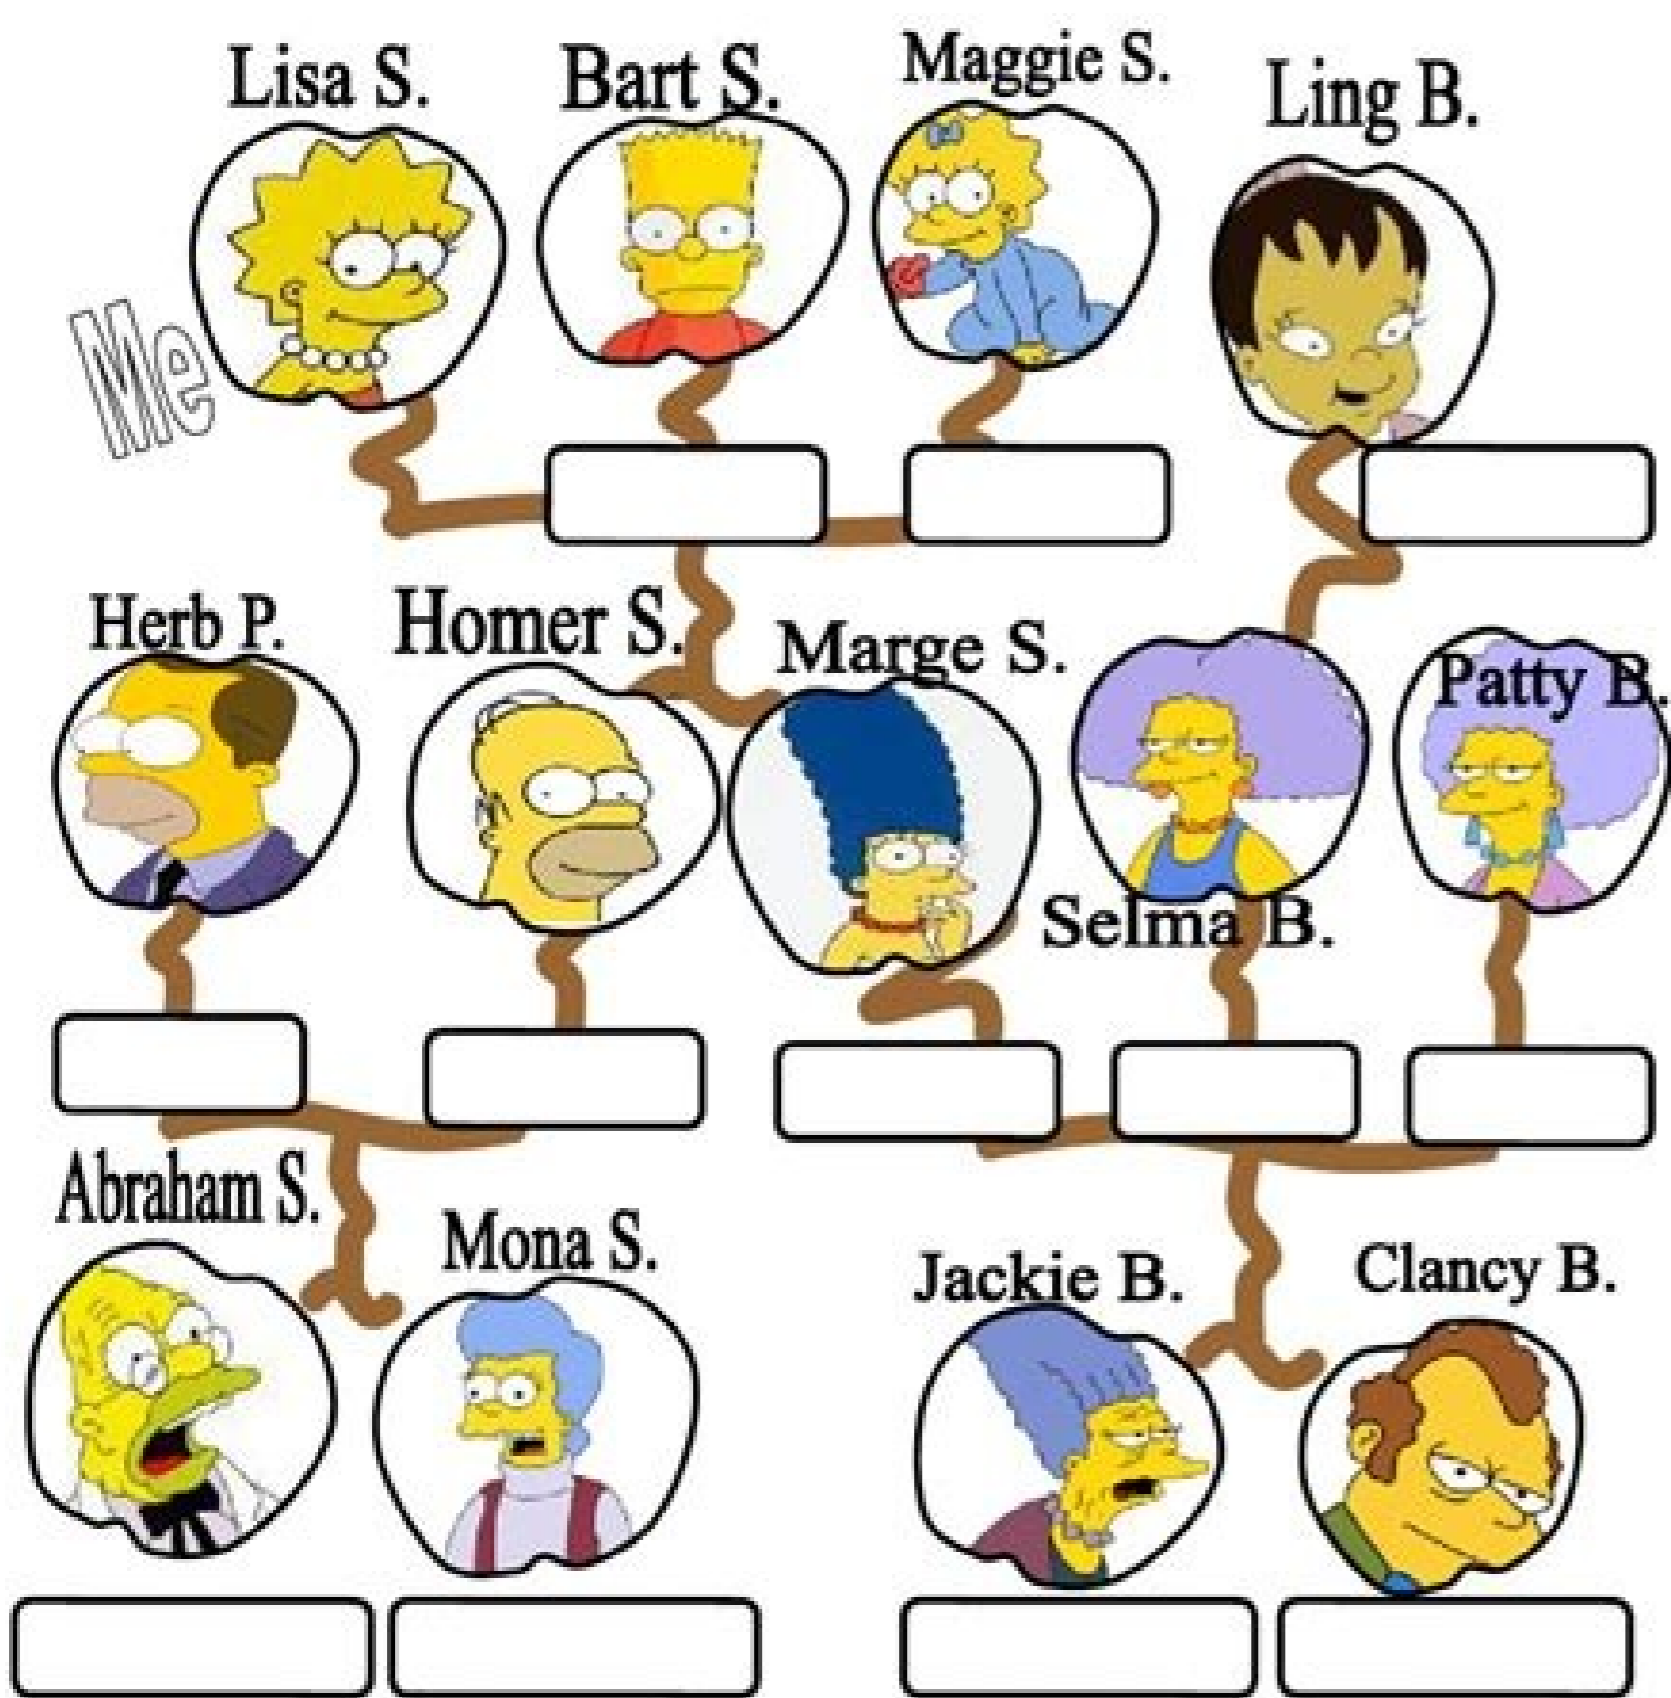 Lisa S.
Bart S.
Maggie S.
Ling B.
Me
Herb P.
Homer S.
Marge S.
Patty B.
Selma B.
Abraham S.
Mona S.
Jackie B.
Clancy B.